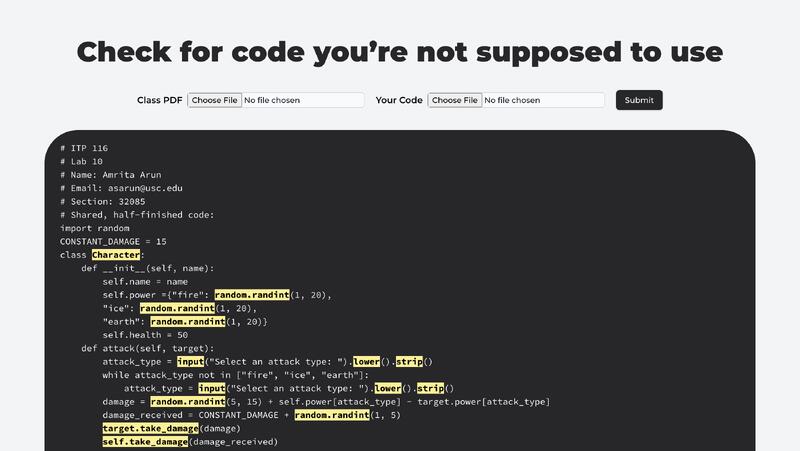 Check for code you’re not supposed to use
Class PDF Choose File No file chosen Your Code Choose File No file chosen Submit
# ITP 116
# Lab 10
# Name: Amrita Arun
# Email: asarun@usc.edu
# Section: 32085
# Shared, half-finished code:
import random
CONSTANT_DAMAGE = 15
class Character:
    def __init__(self, name):
        self.name = name
        self.power ={"fire": random.randint(1, 20),
        "ice": random.randint(1, 20),
        "earth": random.randint(1, 20)}
        self.health = 50
    def attack(self, target):
        attack_type = input("Select an attack type: ").lower().strip()
        while attack_type not in ["fire", "ice", "earth"]:
            attack_type = input("Select an attack type: ").lower().strip()
        damage = random.randint(5, 15) + self.power[attack_type] - target.power[attack_type]
        damage_received = CONSTANT_DAMAGE + random.randint(1, 5)
        target.take_damage(damage)
        self.take_damage(damage_received)